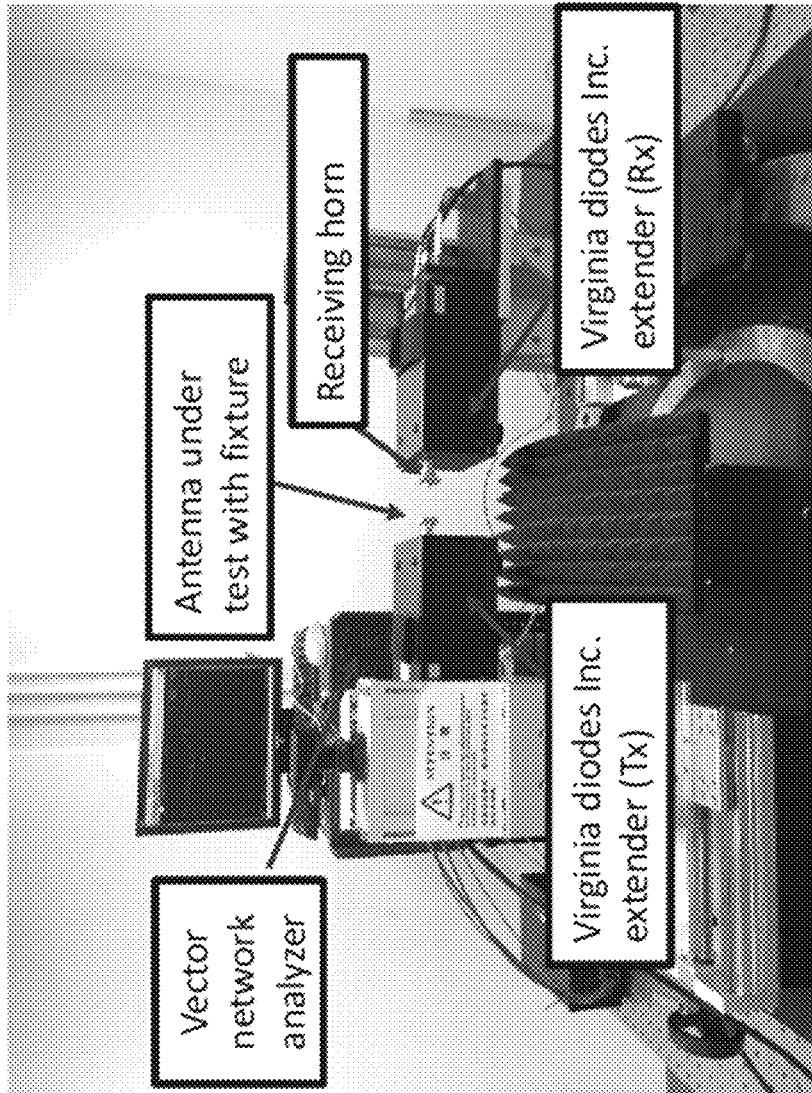 Vector
network
analyzer
Antenna under
test with fixture
Receiving horn
Virginia diodes Inc.
extender (Tx)
Virginia diodes Inc.
extender (Rx)
ATTENTION